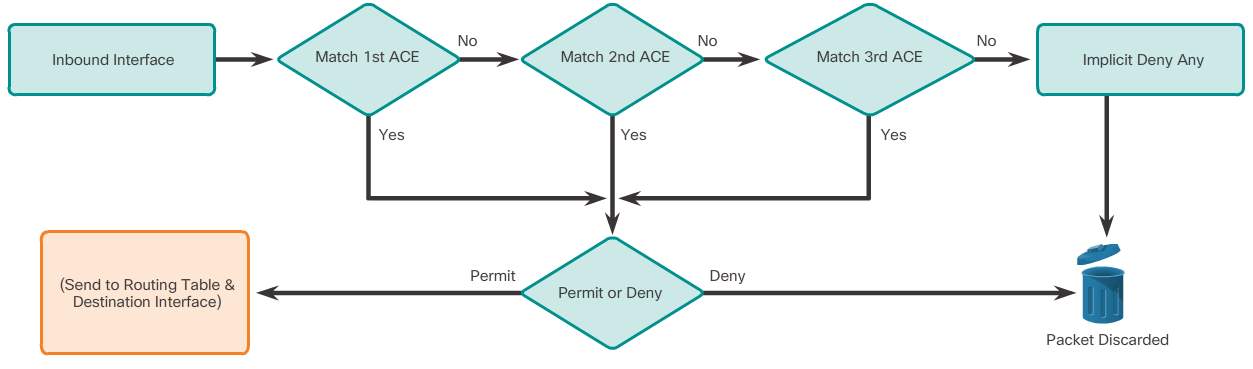 Inbound Interface
Match 1st ACE
No
Match 2nd ACE
No
Match 3rd ACE
No
Implicit Deny Any
Yes
Yes
Yes
(Send to Routing Table &
Destination Interface)
Permit
Permit or Deny
Deny
Packet Discarded